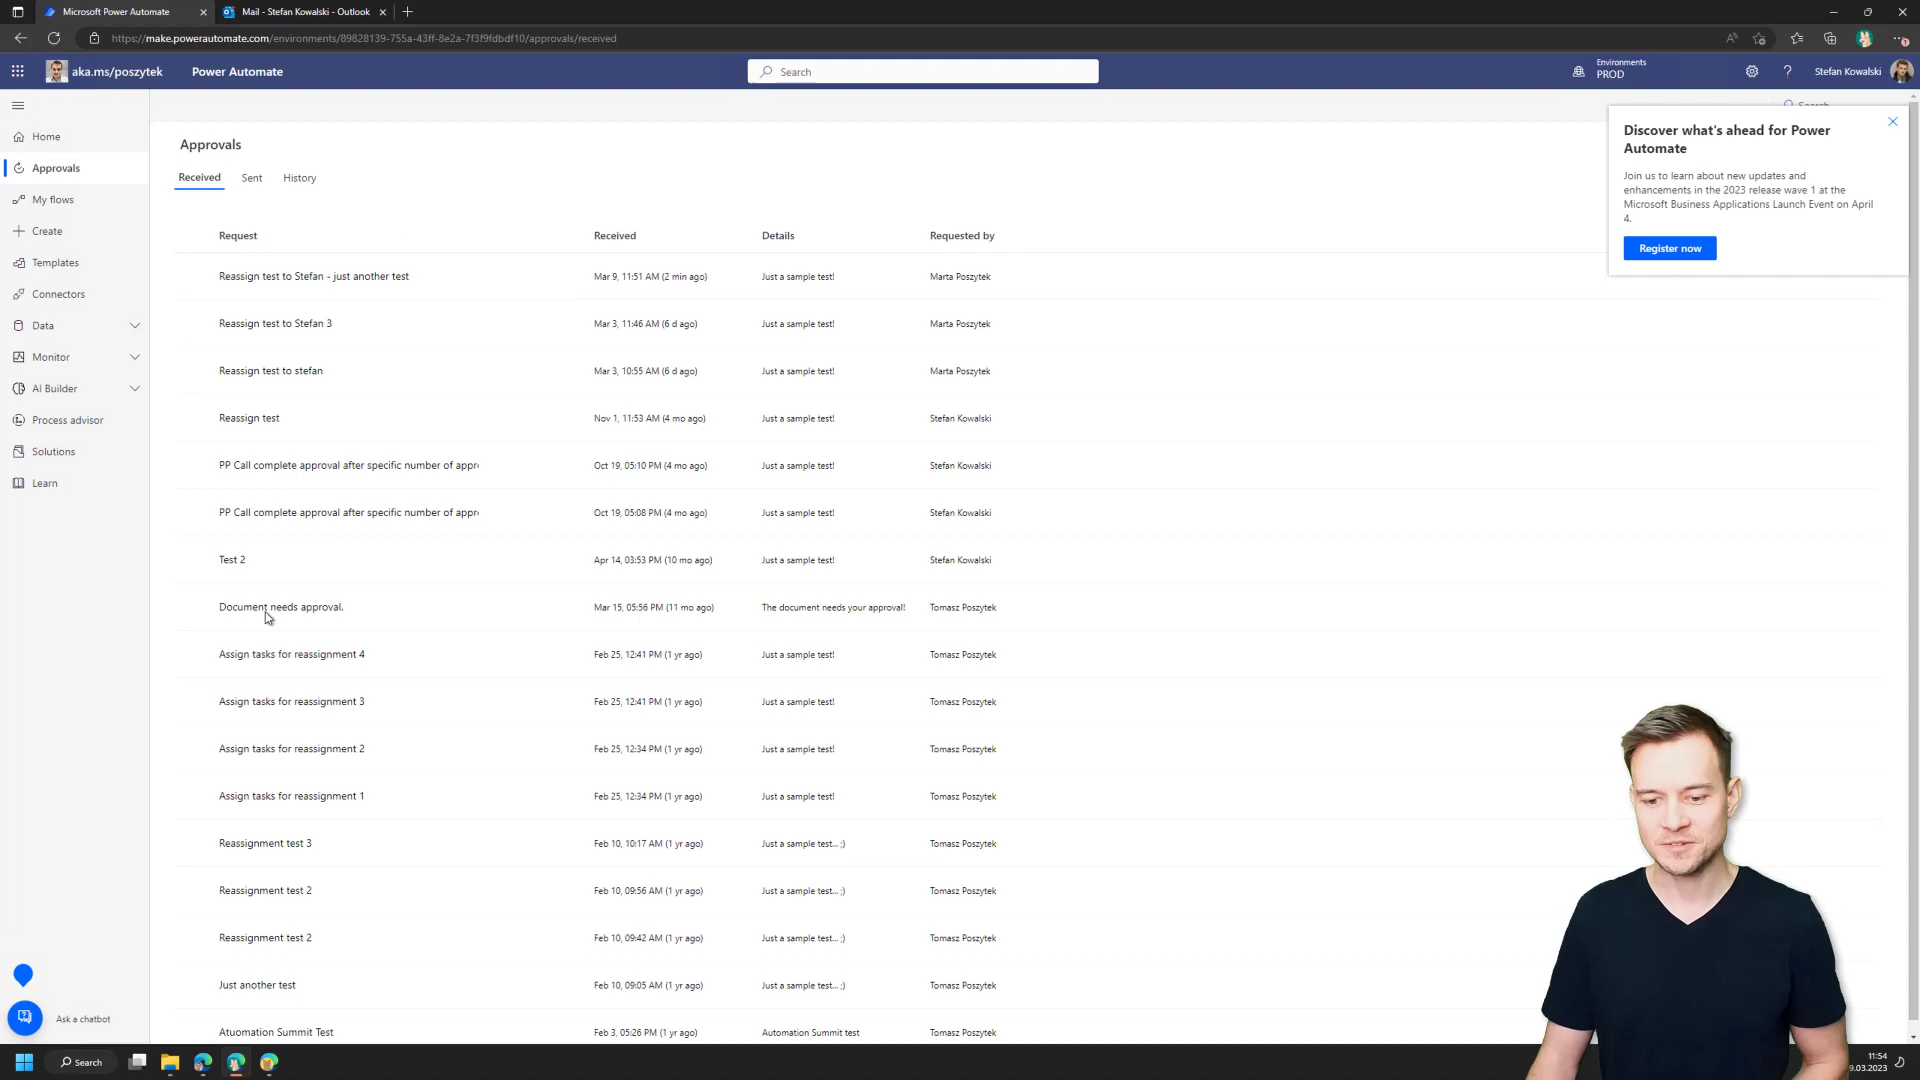 Microsoft Power Automate
Mail - Stefan Kowalski - Outlook
https://make.powerautomate.com/environments/89828139-755a-43ff-8e2a-7f3f9fdbdf10/approvals/received
aka.ms/poszytek
Power Automate
Search
Environments
PROD
Stefan Kowalski
Home
Approvals
My flows
Create
Templates
Connectors
Data
Monitor
AI Builder
Process advisor
Solutions
Learn
Ask a chatbot
Approvals
Received Sent History
Request Received Details Requested by
Reassign test to Stefan - just another test Mar 9, 11:51 AM (2 min ago) Just a sample test! Marta Poszytek
Reassign test to Stefan 3 Mar 3, 11:46 AM (6 d ago) Just a sample test! Marta Poszytek
Reassign test to stefan Mar 3, 10:55 AM (6 d ago) Just a sample test! Marta Poszytek
Reassign test Nov 1, 11:53 AM (4 mo ago) Just a sample test! Stefan Kowalski
PP Call complete approval after specific number of appr Oct 19, 05:10 PM (4 mo ago) Just a sample test! Stefan Kowalski
PP Call complete approval after specific number of appr Oct 19, 05:08 PM (4 mo ago) Just a sample test! Stefan Kowalski
Test 2 Apr 14, 03:53 PM (10 mo ago) Just a sample test! Stefan Kowalski
Document needs approval. Mar 15, 05:56 PM (11 mo ago) The document needs your approval! Tomasz Poszytek
Assign tasks for reassignment 4 Feb 25, 12:41 PM (1 yr ago) Just a sample test! Tomasz Poszytek
Assign tasks for reassignment 3 Feb 25, 12:41 PM (1 yr ago) Just a sample test! Tomasz Poszytek
Assign tasks for reassignment 2 Feb 25, 12:34 PM (1 yr ago) Just a sample test! Tomasz Poszytek
Assign tasks for reassignment 1 Feb 25, 12:34 PM (1 yr ago) Just a sample test! Tomasz Poszytek
Reassignment test 3 Feb 10, 10:17 AM (1 yr ago) Just a sample test... ;) Tomasz Poszytek
Reassignment test 2 Feb 10, 09:56 AM (1 yr ago) Just a sample test... ;) Tomasz Poszytek
Reassignment test 2 Feb 10, 09:42 AM (1 yr ago) Just a sample test... ;) Tomasz Poszytek
Just another test Feb 10, 09:05 AM (1 yr ago) Just a sample test... ;) Tomasz Poszytek
Atuomation Summit Test Feb 3, 05:26 PM (1 yr ago) Automation Summit test Tomasz Poszytek
Discover what's ahead for Power
Automate
Join us to learn about new updates and
enhancements in the 2023 release wave 1 at the
Microsoft Business Applications Launch Event on April
4.
Register now
Search
11:54
9.03.2023